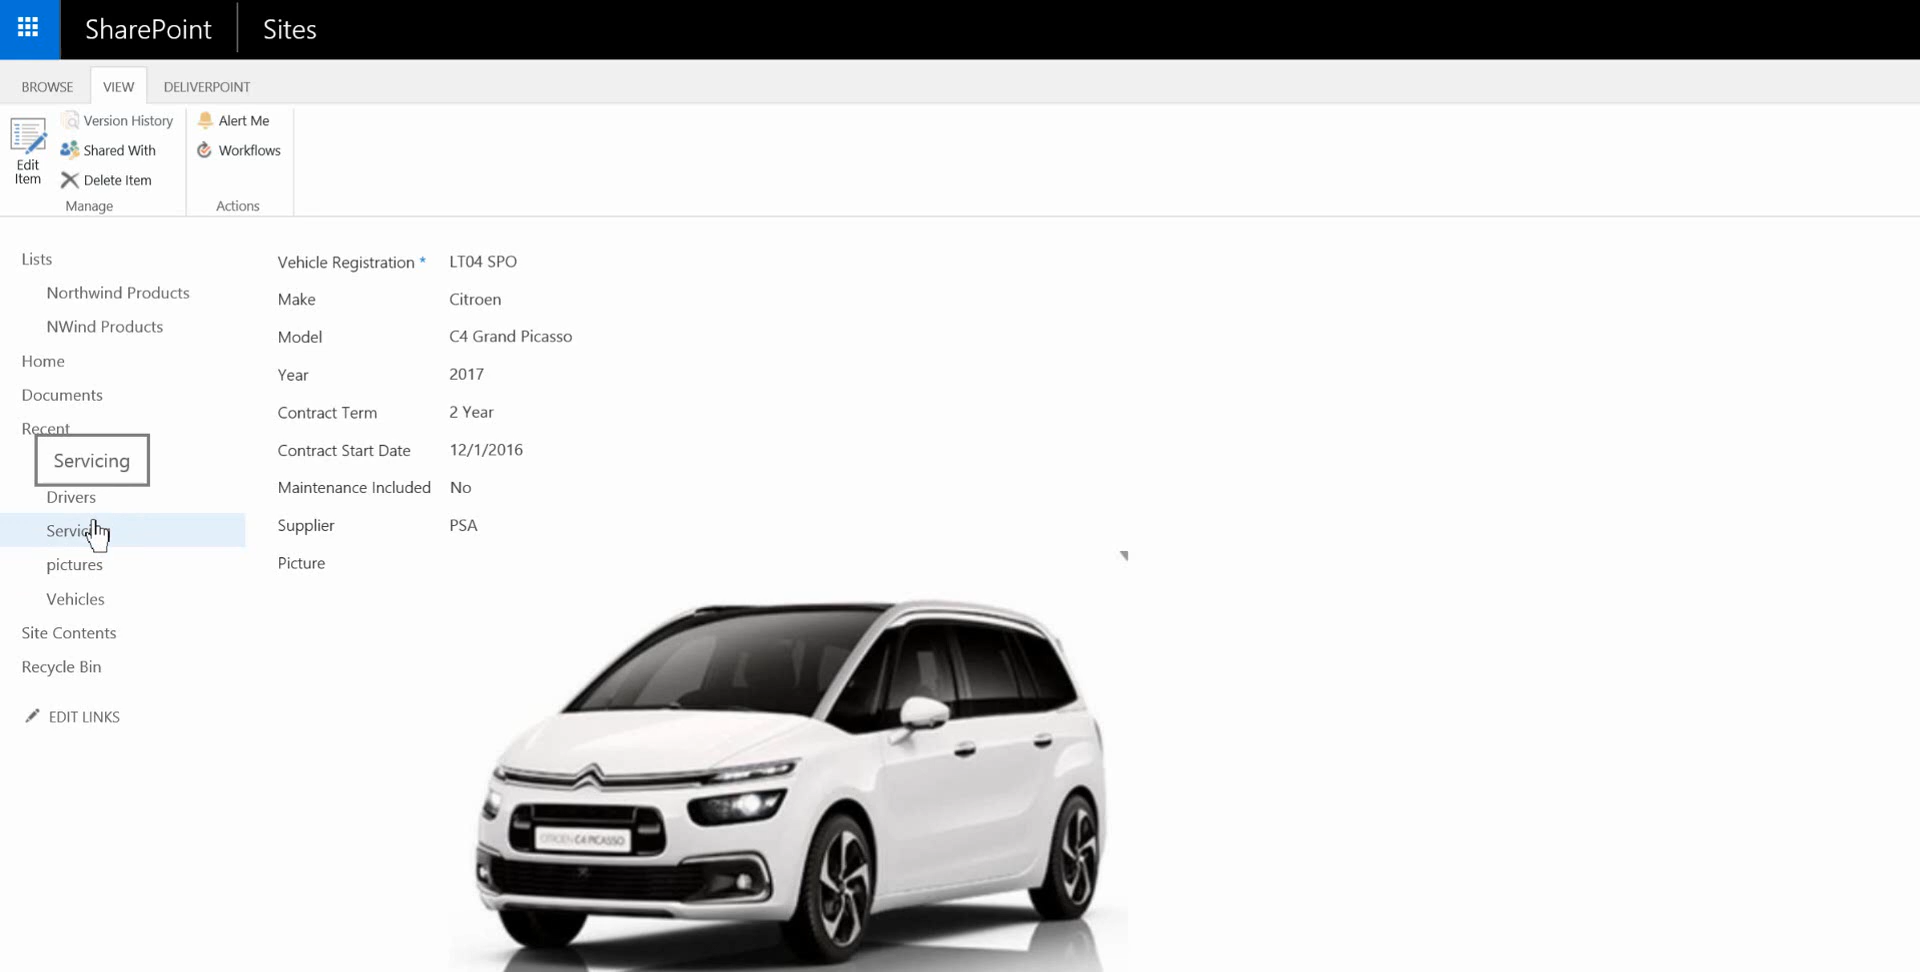 SharePoint Sites
BROWSE VIEW DELIVERPOINT
Edit Item
Version History
Shared With
Delete Item
Manage
Alert Me
Workflows
Actions
Lists
Northwind Products
NWind Products
Home
Documents
Recent
Servicing
Drivers
pictures
Vehicles
Site Contents
Recycle Bin
EDIT LINKS
Vehicle Registration * LT04 SPO
Make Citroen
Model C4 Grand Picasso
Year 2017
Contract Term 2 Year
Contract Start Date 12/1/2016
Maintenance Included No
Supplier PSA
Picture
CITROEN C4 PICASSO